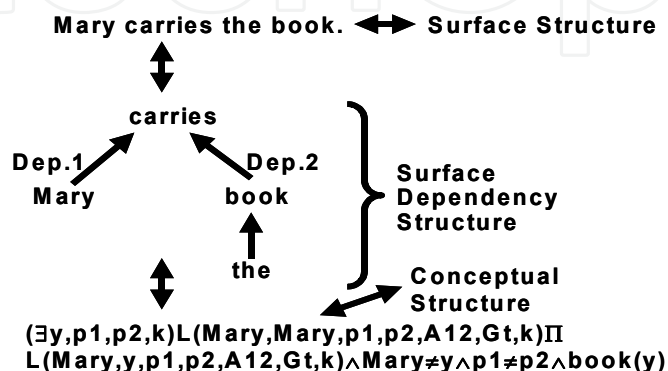 Mary carries the book. Surface Structure
carries
Dep.1 Dep.2
Mary book
Surface
Dependency
Structure
the
Conceptual
Structure
(∃y,p1,p2,k)L(Mary,Mary,p1,p2,A12,Gt,k)Π
L(Mary,y,p1,p2,A12,Gt,k)∧Mary≠y∧p1≠p2∧book(y)